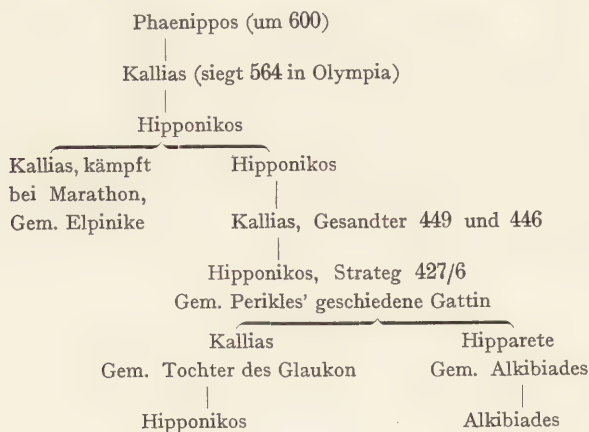 Phaenippos (um 600)
Kallias (siegt 564 in Olympia)
Hipponikos
Kallias, kämpft Hipponikos
bei Marathon,
Gem. Elpinike Kallias, Gesandter 449 und 446
Hipponikos, Strateg 427/6
Gem. Perikles' geschiedene Gattin
Kallias Hipparete
Gem. Tochter des Glaukon Gem. Alkibiades
Hipponikos Alkibiades